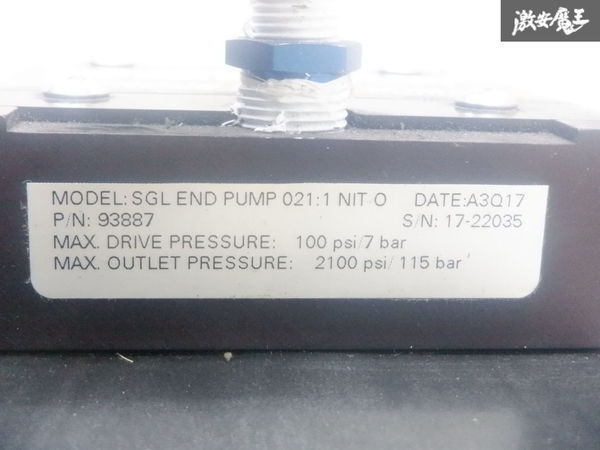 激安魔王
MODEL: SGL END PUMP 021:1 NIT-O DATE:A3Q17
P/N: 93887 S/N: 17-22035
MAX. DRIVE PRESSURE: 100 psi/7 bar
MAX. OUTLET PRESSURE: 2100 psi/ 115 bar